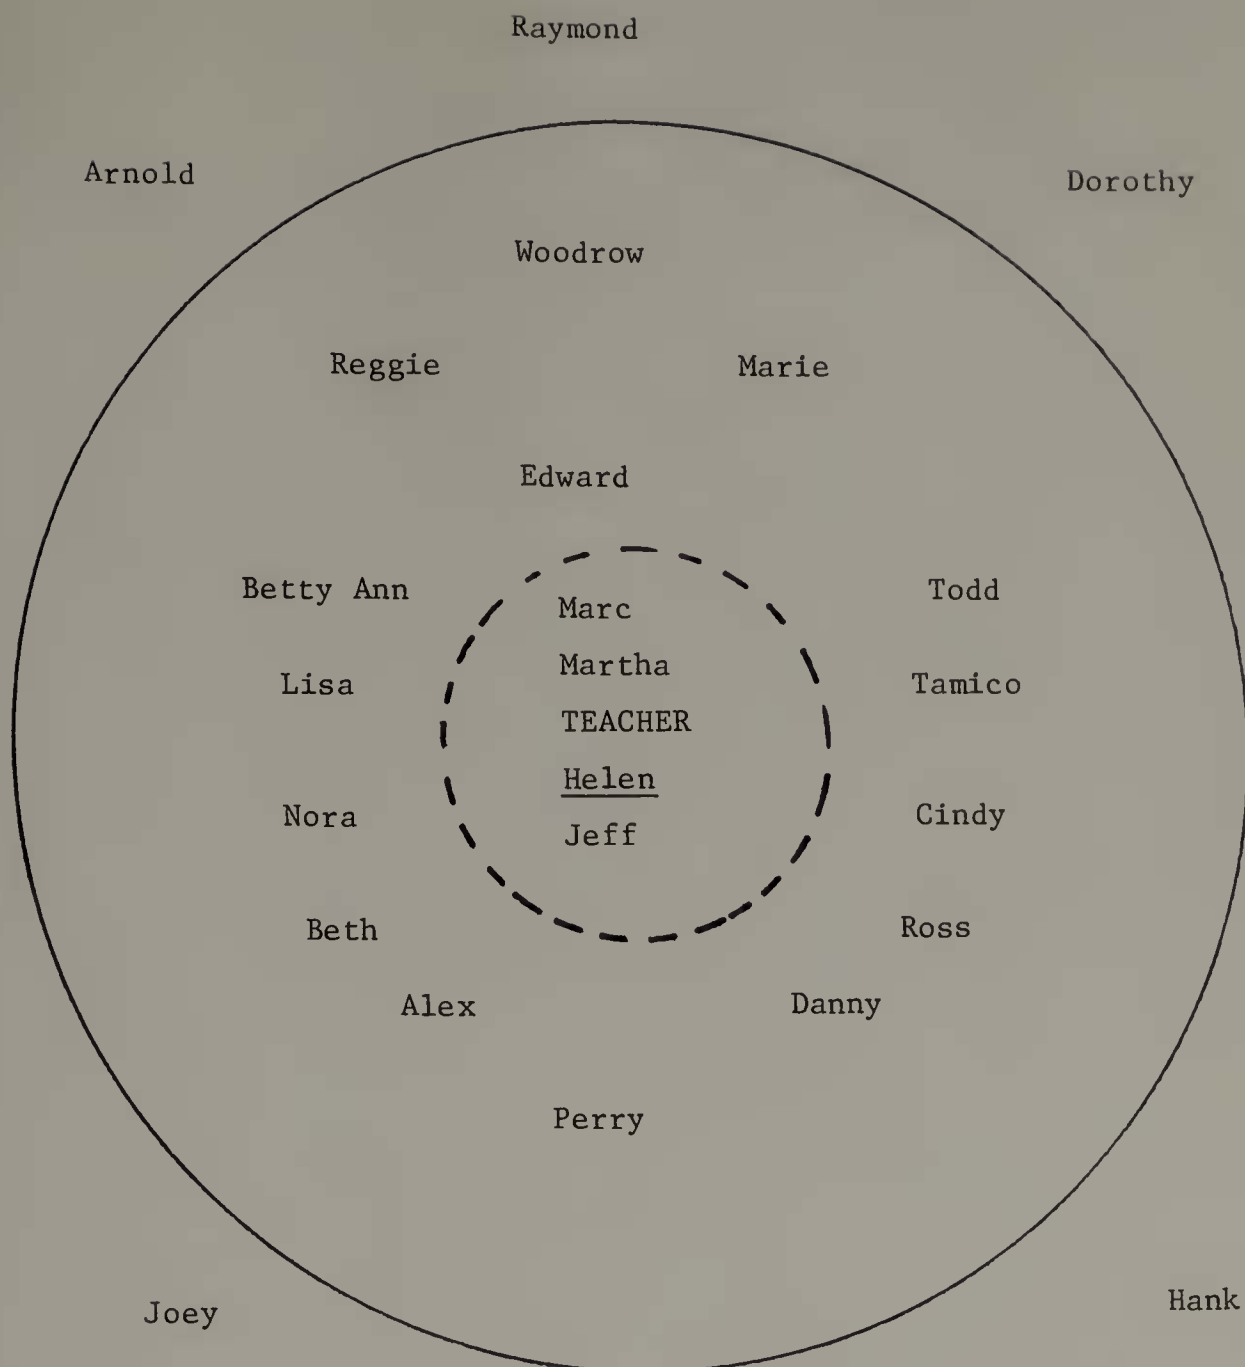 Raymond
Arnold
Dorothy
Woodrow
Reggie
Marie
Edward
Betty Ann
Todd
Marc
Martha
Lisa
Tamico
TEACHER
Helen
Nora
Cindy
Jeff
Beth
Ross
Alex
Danny
Perry
Joey
Hank